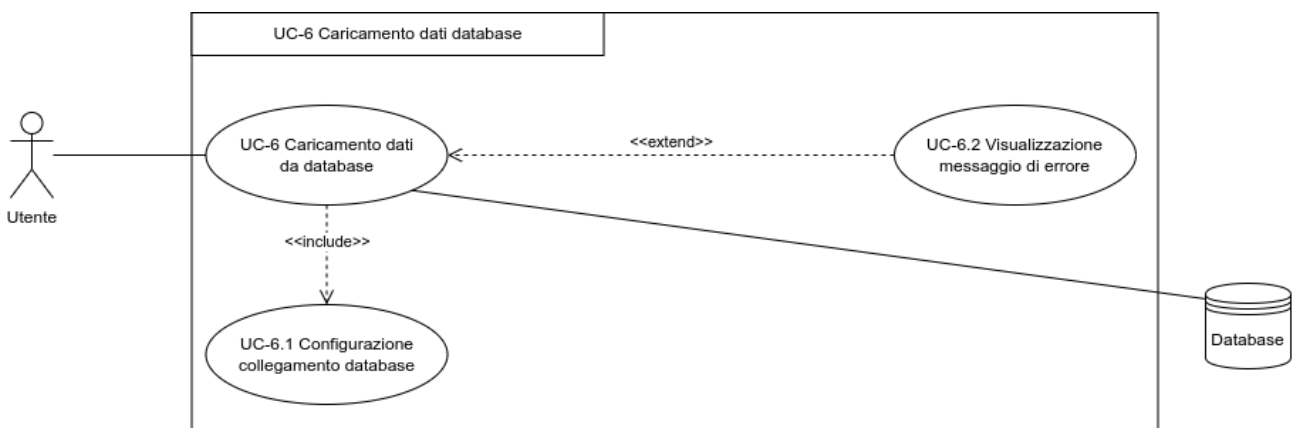 UC-6 Caricamento dati database
UC-6 Caricamento dati
da database
<<extend>>
UC-6.2 Visualizzazione
messaggio di errore
Utente
<<include>>
UC-6.1 Configurazione
collegamento database
Database